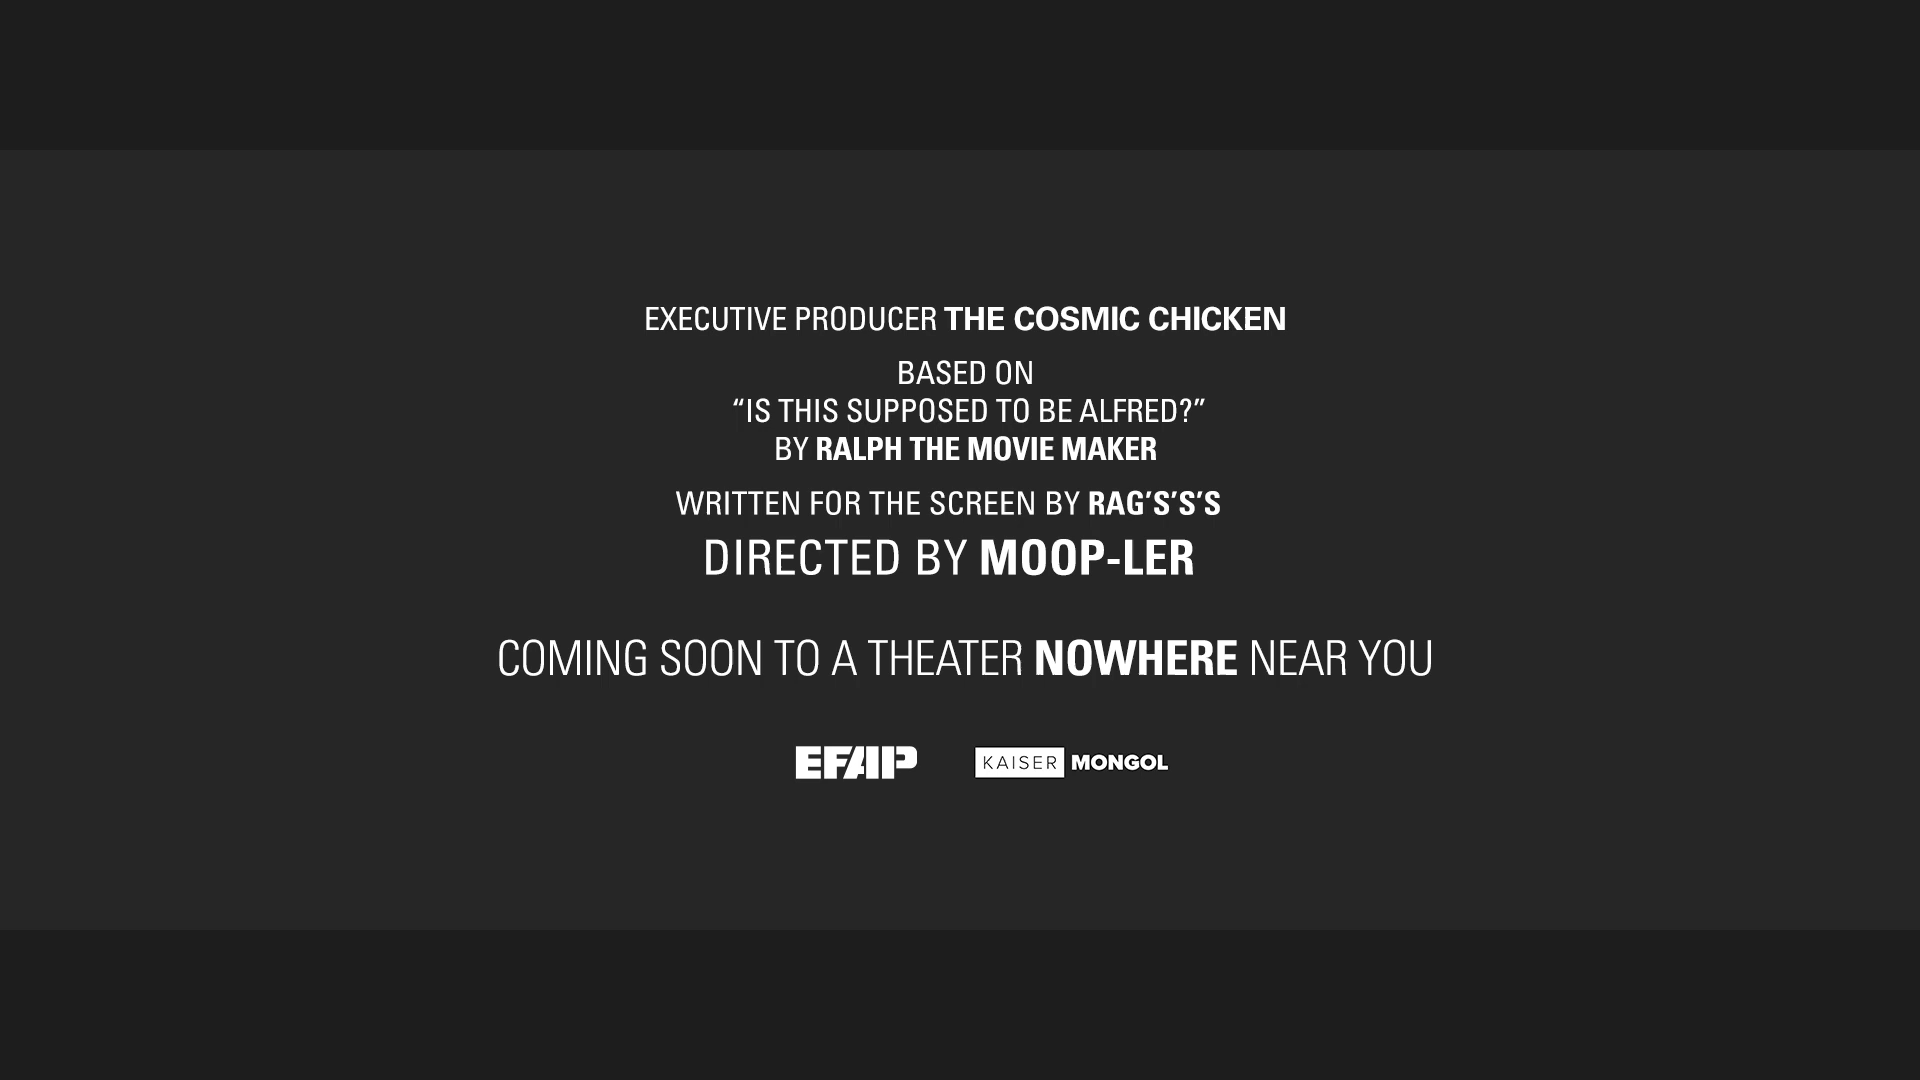 EXECUTIVE PRODUCER THE COSMIC CHICKEN
BASED ON
“IS THIS SUPPOSED TO BE ALFRED?”
BY RALPH THE MOVIE MAKER
WRITTEN FOR THE SCREEN BY RAG’S’S’S
DIRECTED BY MOOP-LER
COMING SOON TO A THEATER NOWHERE NEAR YOU
EFAP KAISER MONGOL